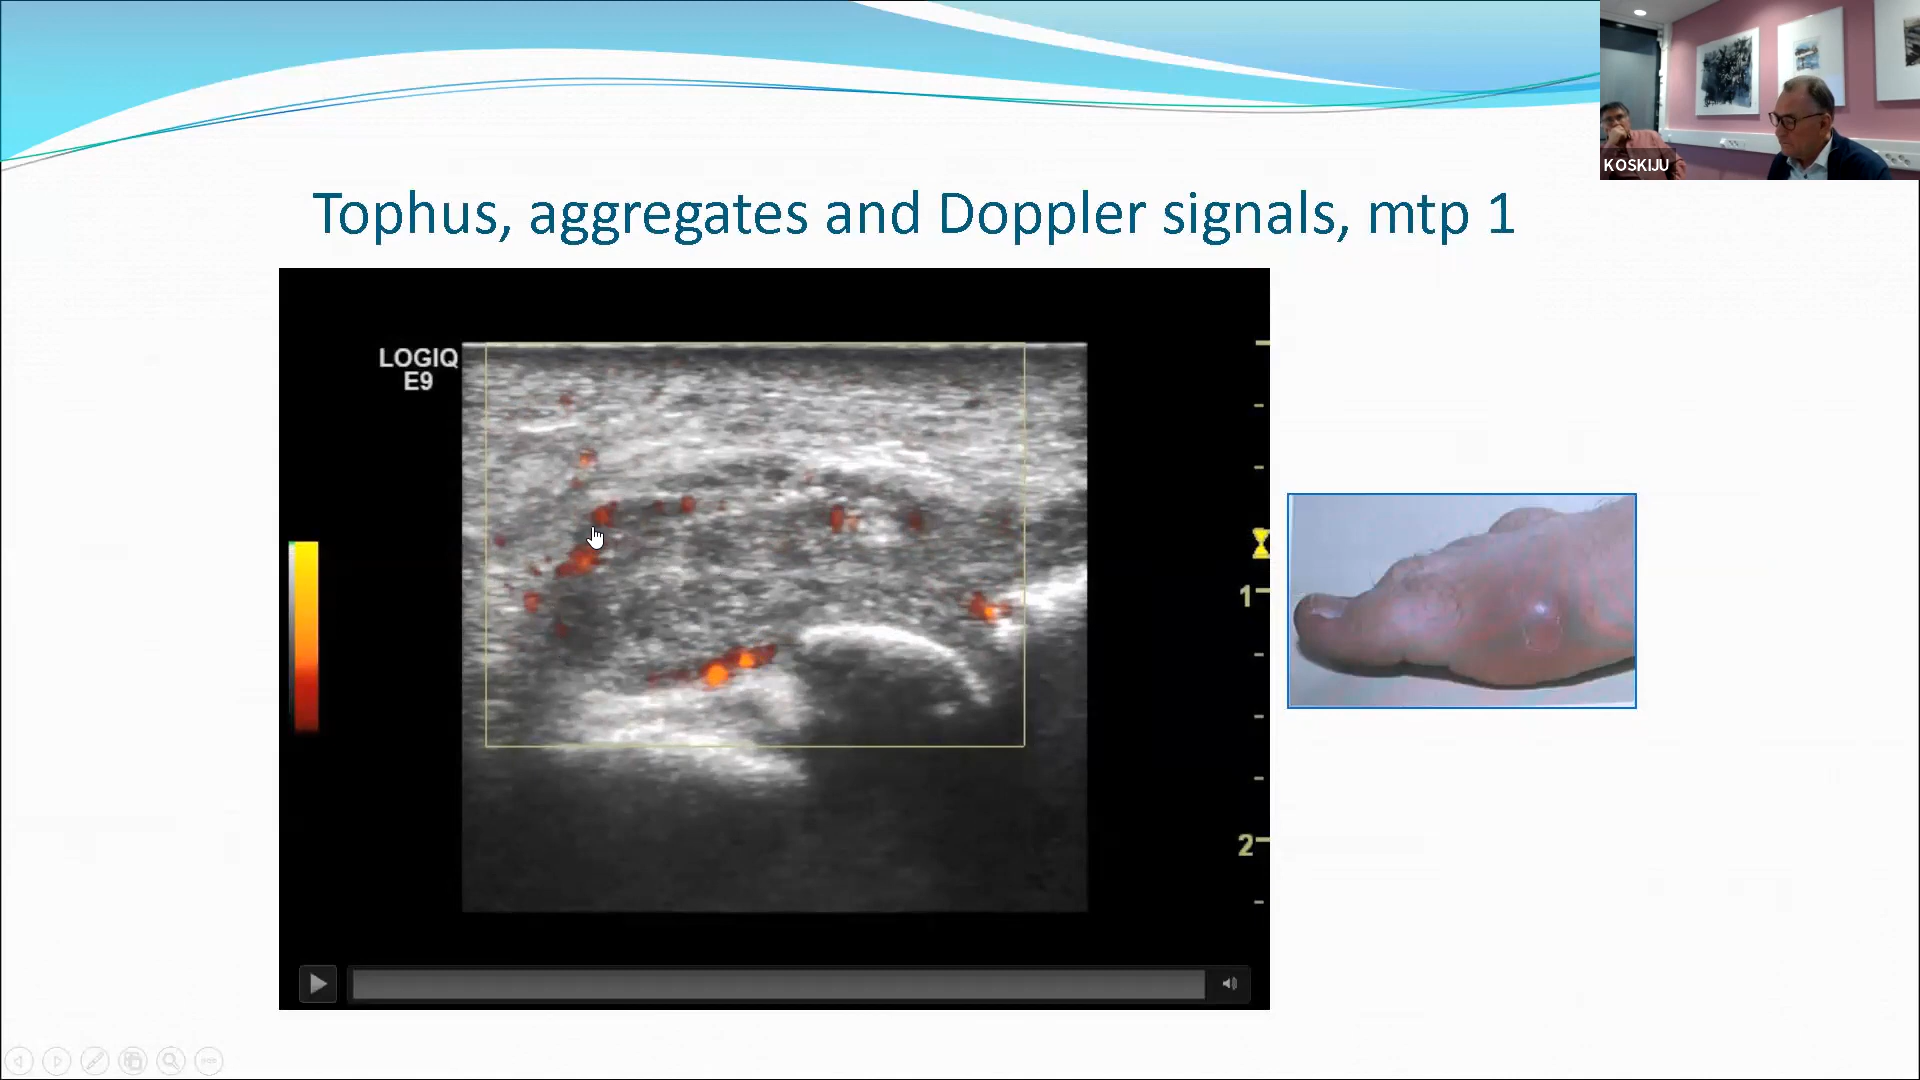 KOSKIJU
Tophus, aggregates and Doppler signals, mtp 1
LOGIQ
E9
1
2